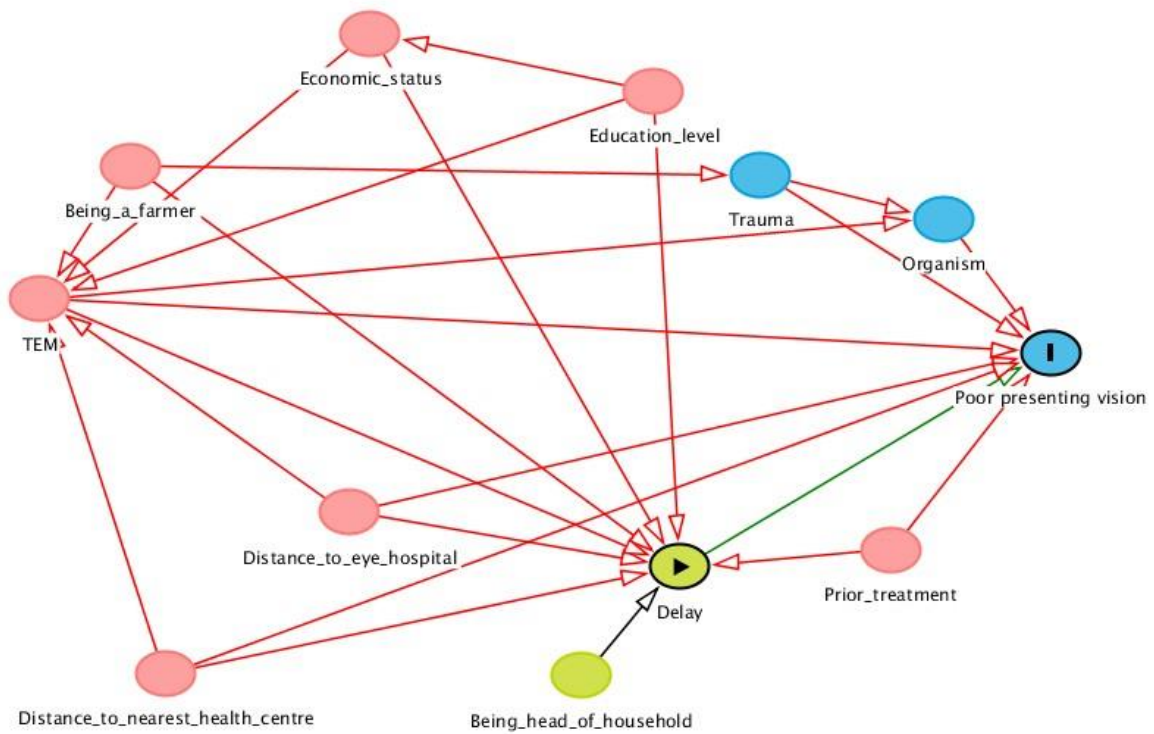 Economic_status
Education_level
Being_a_farmer
Trauma
Organism
TEM
Poor presenting vision
Distance_to_eye_hospital
Prior_treatment
Delay
Distance_to_nearest_health_centre
Being_head_of_household